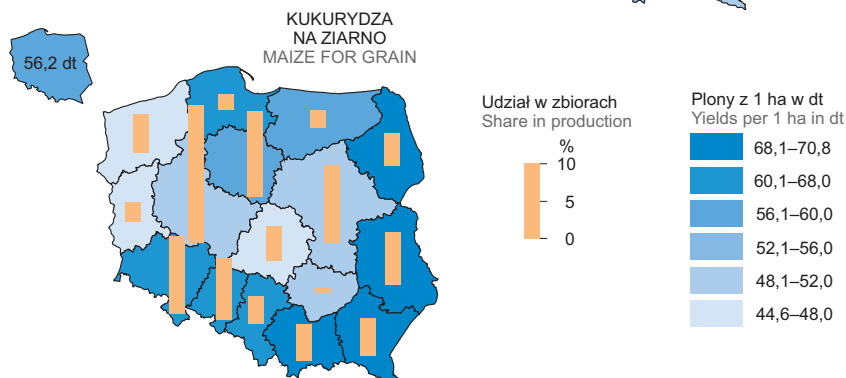 KUKURYDZA
NA ZIARNO
MAIZE FOR GRAIN
56,2 dt
Udział w zbiorach
Share in production
%
10
5
0
Plony z 1 ha w dt
Yields per 1 ha in dt
68,1–70,8
60,1–68,0
56,1–60,0
52,1–56,0
48,1–52,0
44,6–48,0